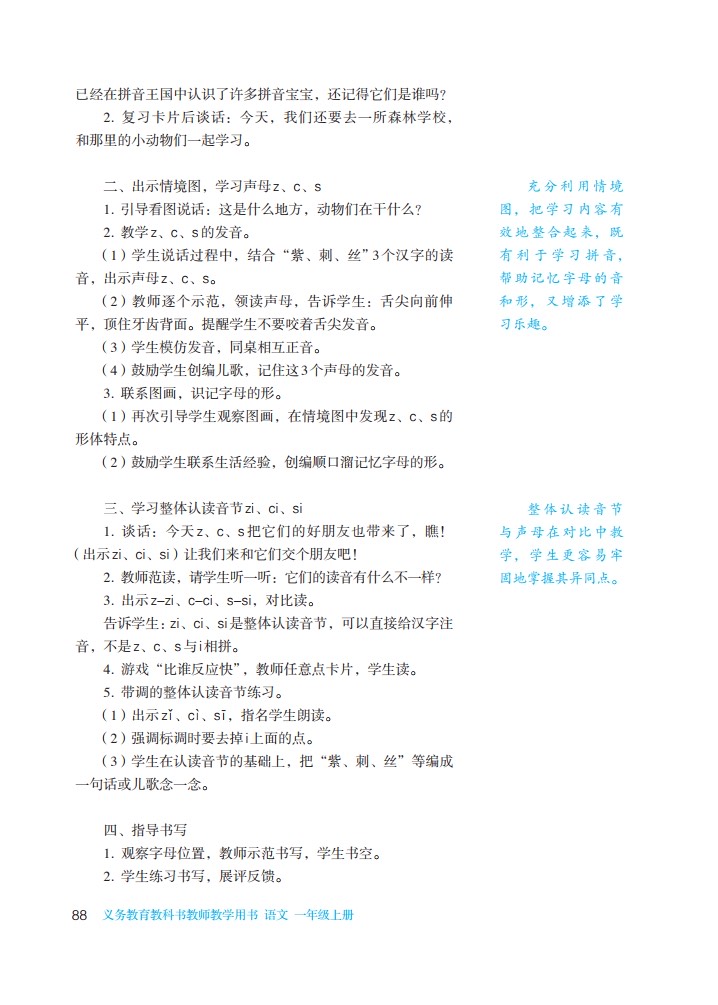 已经在拼音王国中认识了许多拼音宝宝，还记得它们是谁吗？
2. 复习卡片后谈话：今天，我们还要去一所森林学校，
和那里的小动物们一起学习。
二、出示情境图，学习声母z、c、s
1. 引导看图说话：这是什么地方，动物们在干什么？
2. 教学z、c、s的发音。
（1）学生说话过程中，结合“紫、刺、丝”3个汉字的读
音，出示声母z、c、s。
（2）教师逐个示范，领读声母，告诉学生：舌尖向前伸
平，顶住牙齿背面。提醒学生不要咬着舌尖发音。
（3）学生模仿发音，同桌相互正音。
（4）鼓励学生创编儿歌，记住这3个声母的发音。
3. 联系图画，识记字母的形。
（1）再次引导学生观察图画，在情境图中发现z、c、s的
形体特点。
（2）鼓励学生联系生活经验，创编顺口溜记忆字母的形。
充分利用情境
图，把学习内容有
效地整合起来，既
有利于学习拼音，
帮助记忆字母的音
和形，又增添了学
习乐趣。
三、学习整体认读音节zi、ci、si
1. 谈话：今天z、c、s把它们的好朋友也带来了，瞧！
（出示zi、ci、si）让我们来和它们交个朋友吧！
2. 教师范读，请学生听一听：它们的读音有什么不一样？
3. 出示z–zi、c–ci、s–si，对比读。
告诉学生：zi、ci、si是整体认读音节，可以直接给汉字注
音，不是z、c、s与i相拼。
4. 游戏“比谁反应快”，教师任意点卡片，学生读。
5. 带调的整体认读音节练习。
（1）出示zǐ、cì、sī，指名学生朗读。
（2）强调标调时要去掉i上面的点。
（3）学生在认读音节的基础上，把“紫、刺、丝”等编成
一句话或儿歌念一念。
整体认读音节
与声母在对比中教
学，学生更容易牢
固地掌握其异同点。
四、指导书写
1. 观察字母位置，教师示范书写，学生书空。
2. 学生练习书写，展评反馈。
88 义务教育教科书教师教学用书 语文 一年级上册